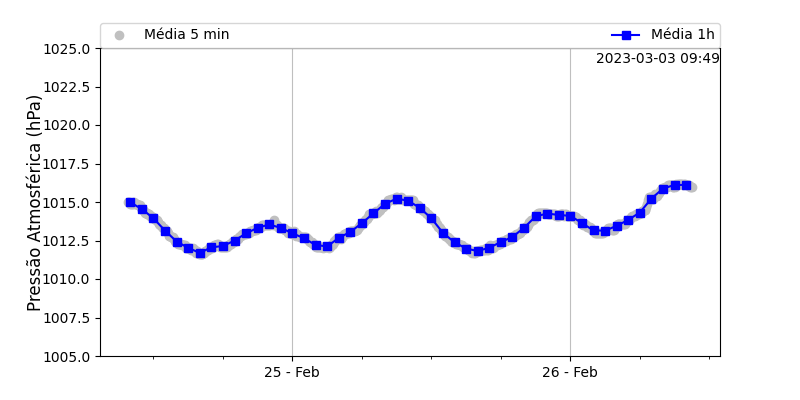 Média 5 min
Média 1h
2023-03-03 09:49
Pressão Atmosférica (hPa)
1025.0
1022.5
1020.0
1017.5
1015.0
1012.5
1010.0
1007.5
1005.0
25 - Feb
26 - Feb